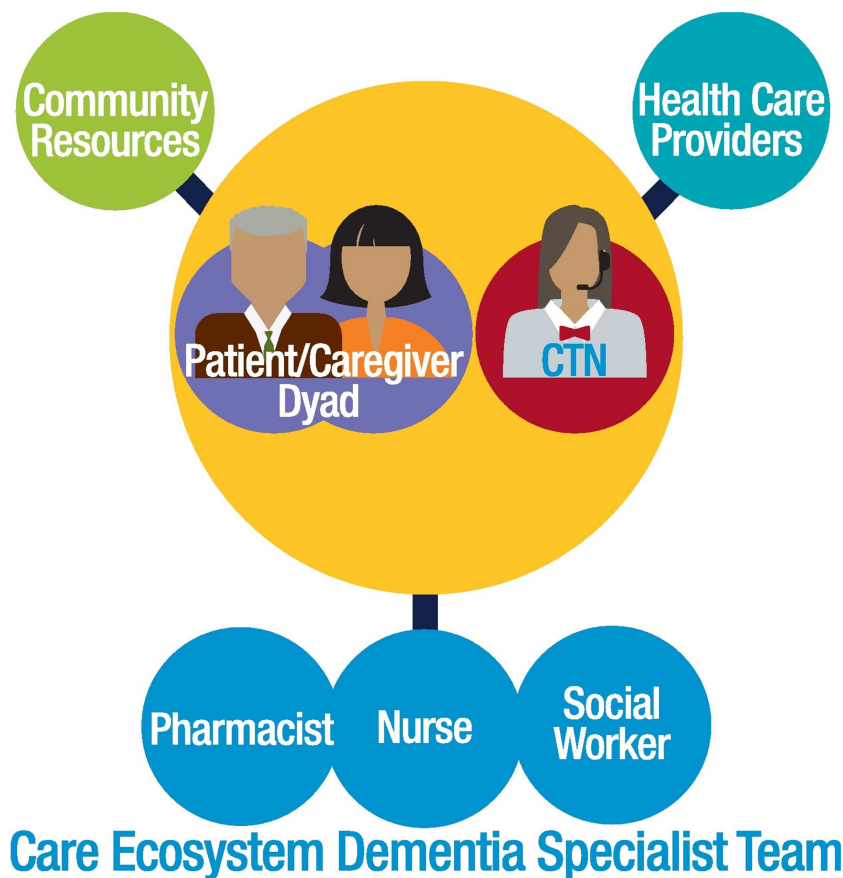 Community
Resources
Health Care
Providers
Patient/Caregiver
Dyad
CTN
Pharmacist
Nurse
Social
Worker
Care Ecosystem Dementia Specialist Team